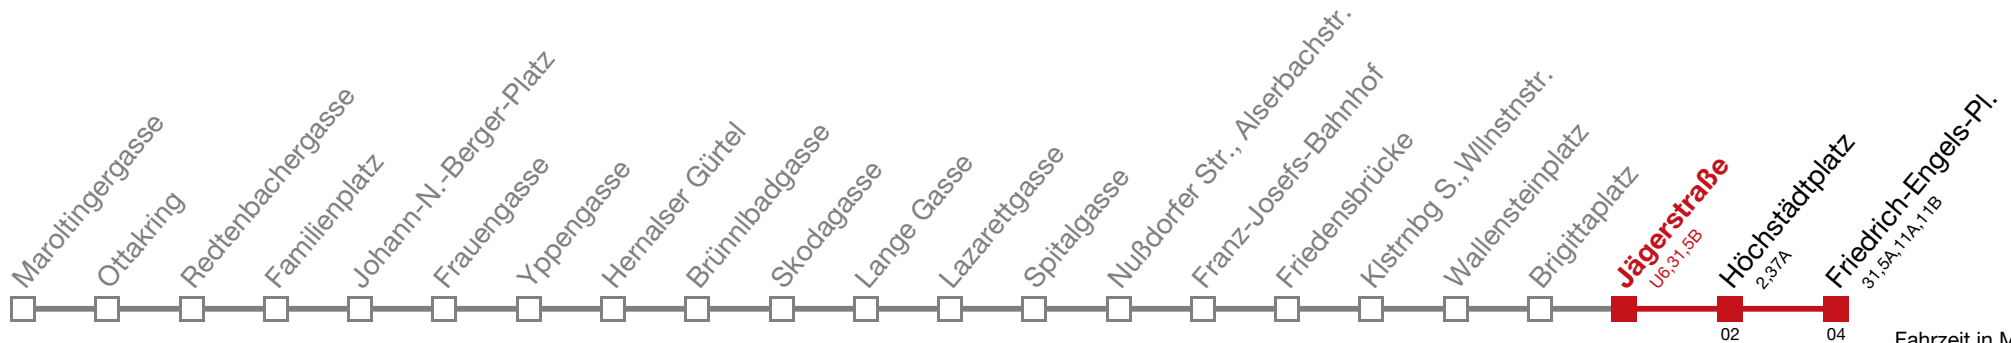 Maroltingergasse
Ottakring
Redtenbachergasse
Familienplatz
Johann-N.-Berger-Platz
Frauengasse
Yppengasse
Hernalser Gürtel
Brünnlbadgasse
Skodagasse
Lange Gasse
Lazarettgasse
Spitalgasse
Nußdorfer Str., Alserbachstr.
Franz-Josefs-Bahnhof
Friedensbrücke
Klstrnbg S.,Wllnstnstr.
Wallensteinplatz
Brigittaplatz
Jägerstraße
U6,31,5B
Höchstädtplatz
2,37A
Friedrich-Engels-Pl.
31,5A,11A,11B
02
04
Fahrzeit in M